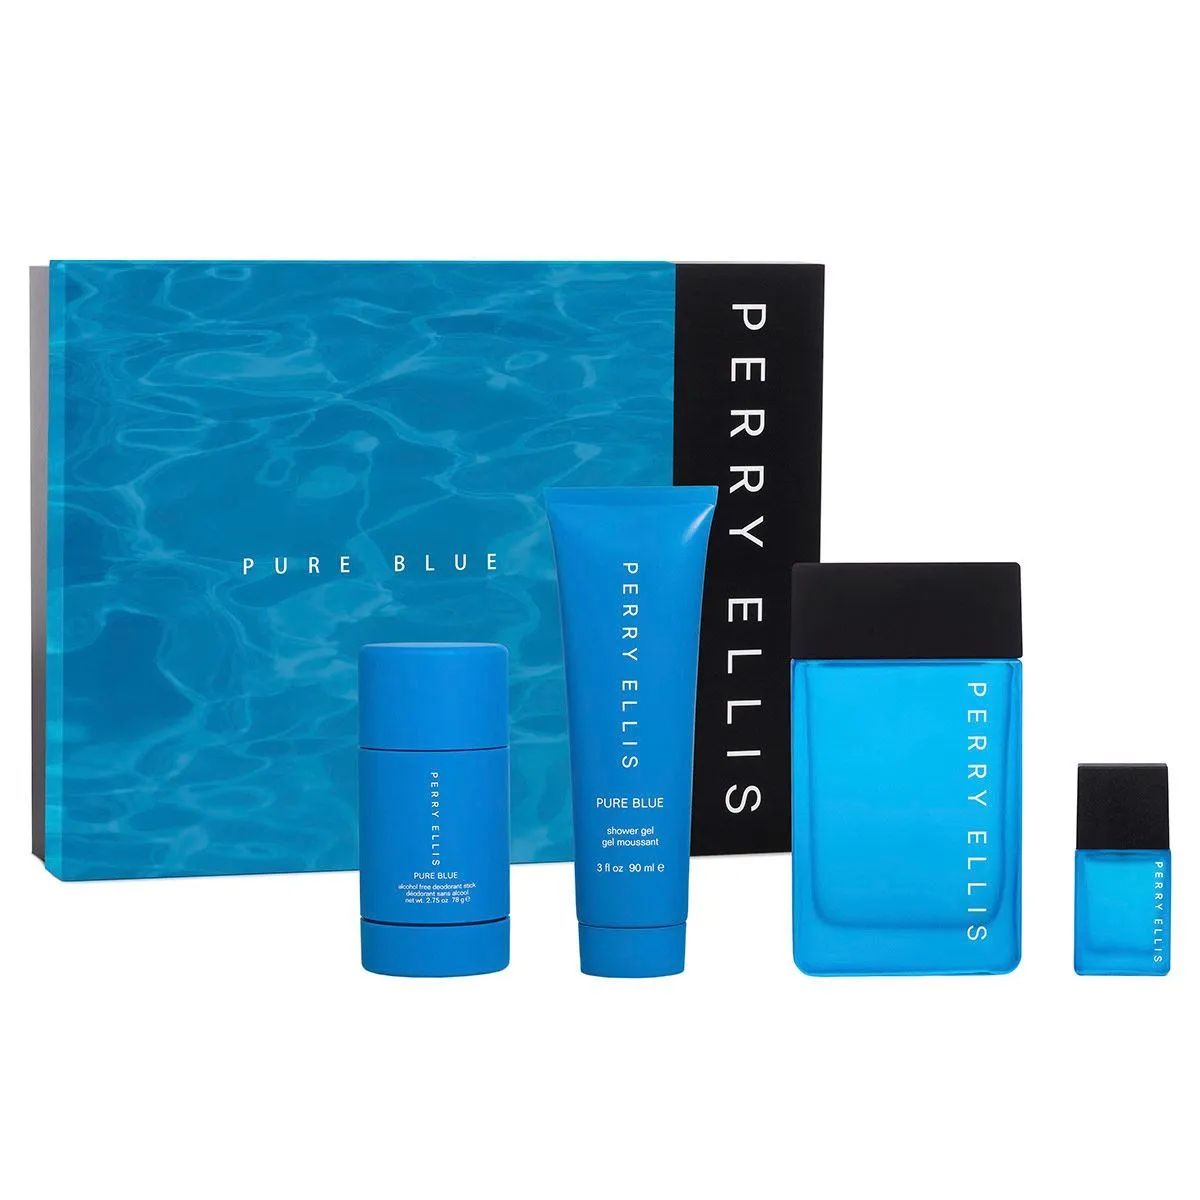 PURE BLUE
PERRY ELLIS
PERRY ELLIS
PURE BLUE
alcohol free deodorant stick
déodorant sans alcool
net wt. 2.75 oz 78 g ℮
PERRY ELLIS
PURE BLUE
shower gel
gel moussant
3 fl oz 90 ml ℮
PERRY ELLIS
PERRY ELLIS